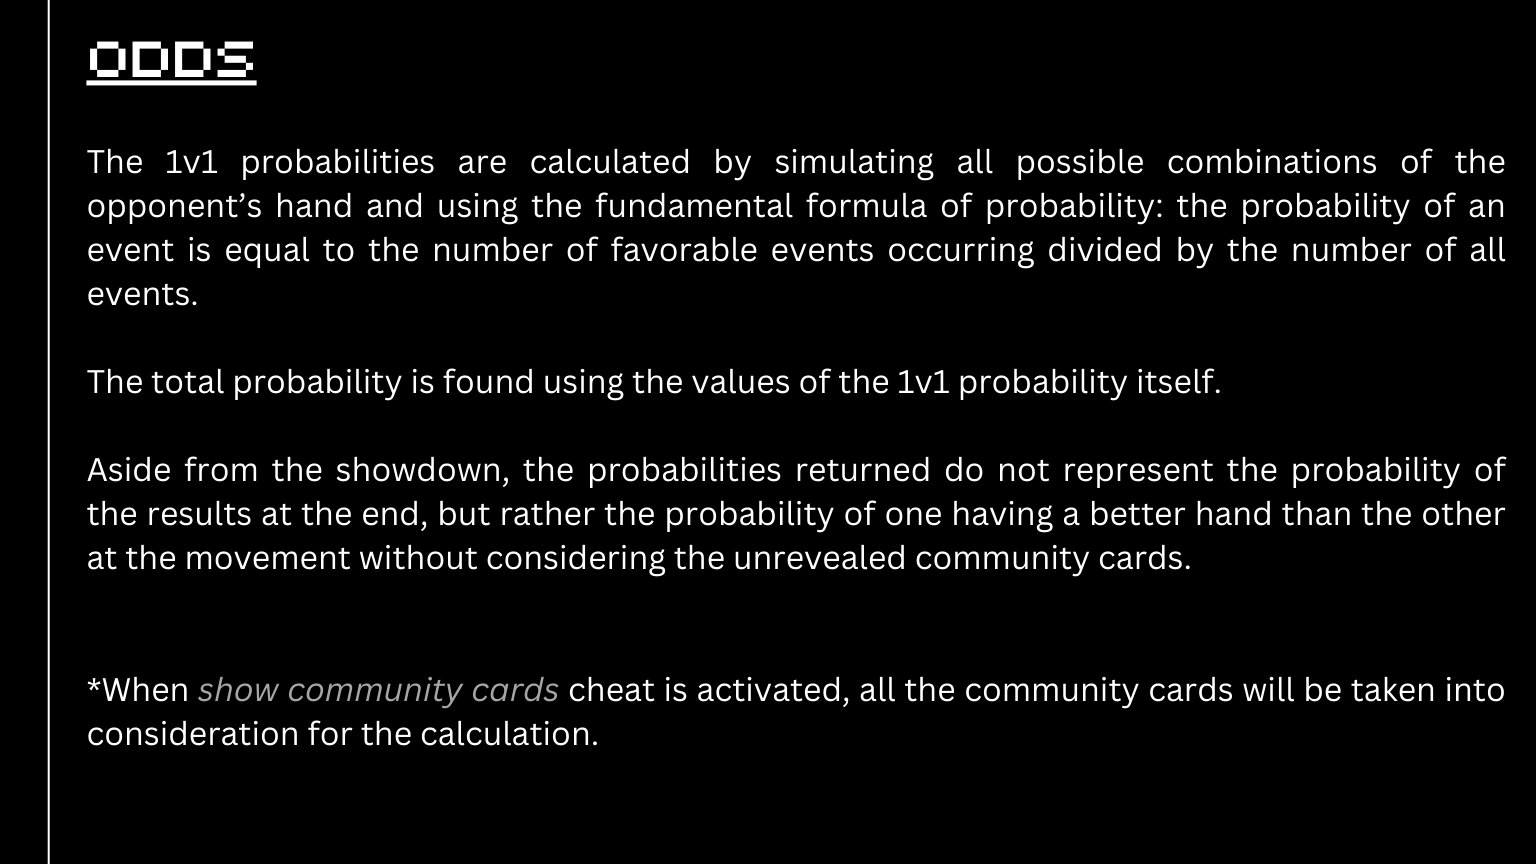 ODDS
The 1v1 probabilities are calculated by simulating all possible combinations of the
opponent’s hand and using the fundamental formula of probability: the probability of an
event is equal to the number of favorable events occurring divided by the number of all
events.
The total probability is found using the values of the 1v1 probability itself.
Aside from the showdown, the probabilities returned do not represent the probability of
the results at the end, but rather the probability of one having a better hand than the other
at the movement without considering the unrevealed community cards.
*When show community cards cheat is activated, all the community cards will be taken into
consideration for the calculation.